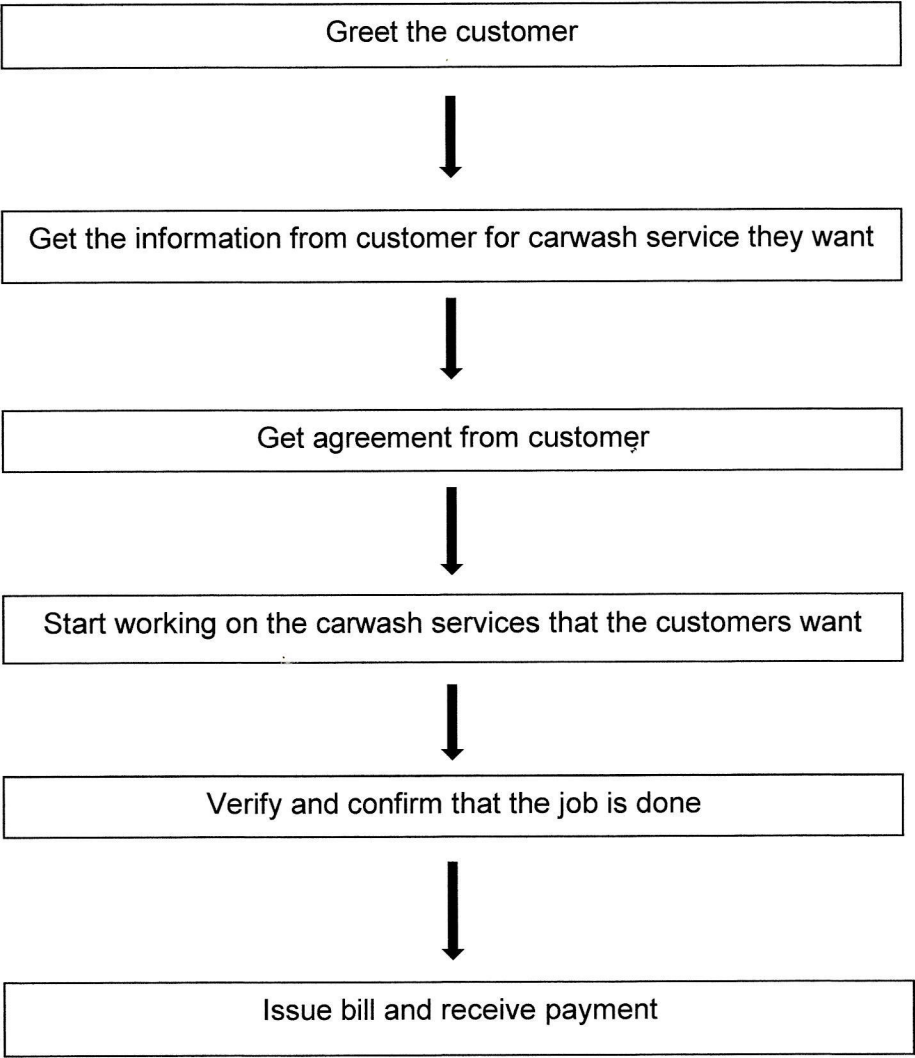 Greet the customer
Get the information from customer for carwash service they want
Get agreement from customer
Start working on the carwash services that the customers want
Verify and confirm that the job is done
Issue bill and receive payment